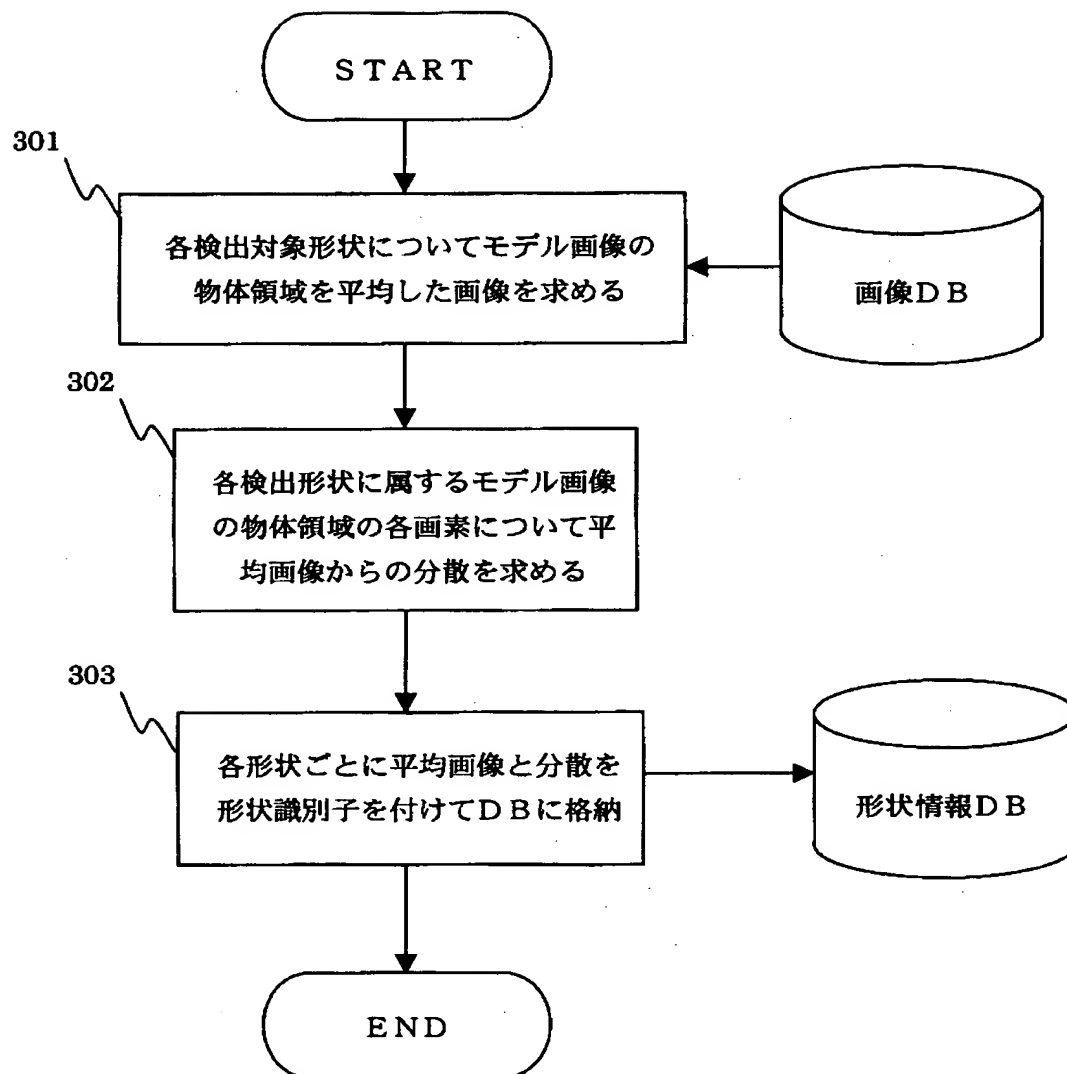 ＳＴＡＲＴ
301
各検出対象形状についてモデル画像の
物体領域を平均した画像を求める
画像ＤＢ
302
各検出形状に属するモデル画像
の物体領域の各画素について平
均画像からの分散を求める
303
各形状ごとに平均画像と分散を
形状識別子を付けてＤＢに格納
形状情報ＤＢ
ＥＮＤ